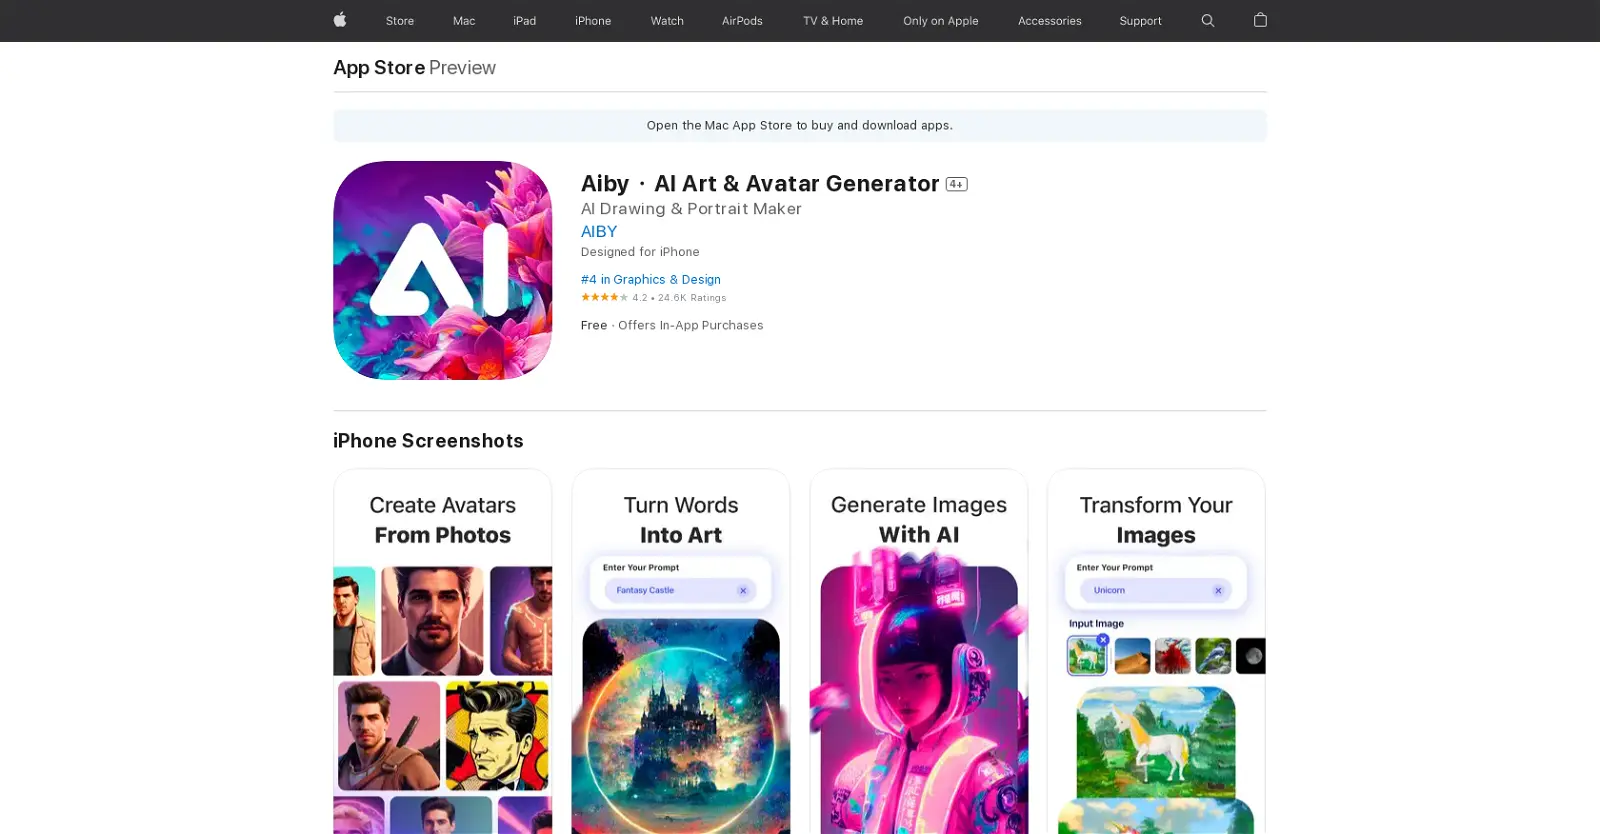 Store Mac iPad iPhone Watch AirPods TV & Home Only on Apple Accessories Support
App Store Preview
Open the Mac App Store to buy and download apps.
AI
Aiby · AI Art & Avatar Generator 4+
AI Drawing & Portrait Maker
AIBY
Designed for iPhone
#4 in Graphics & Design
4.2 • 24.6K Ratings
Free · Offers In-App Purchases
iPhone Screenshots
Create Avatars
From Photos
Turn Words
Into Art
Enter Your Prompt
Fantasy Castle
Generate Images
With AI
Transform Your
Images
Enter Your Prompt
Unicorn
Input Image